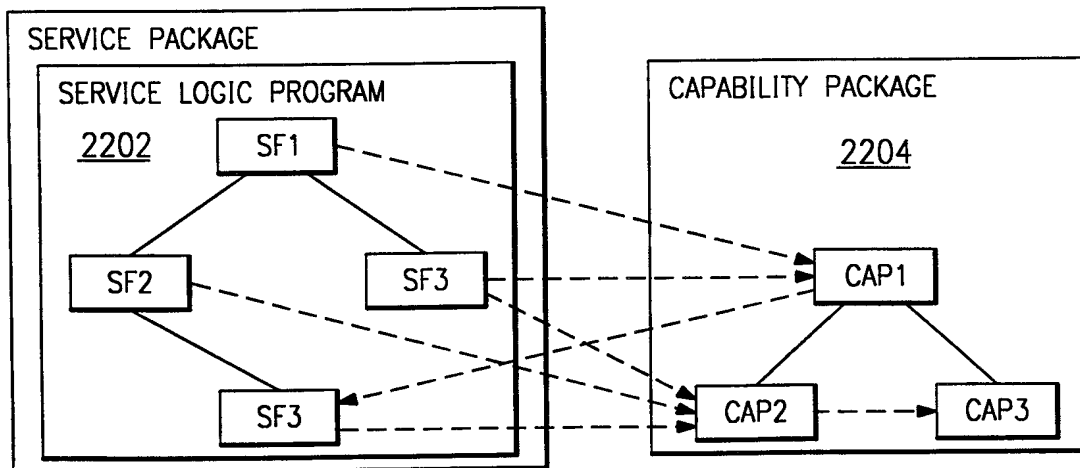 SERVICE PACKAGE
SERVICE LOGIC PROGRAM
2202
SF1
SF2
SF3
SF3
CAPABILITY PACKAGE
2204
CAP1
CAP2
CAP3